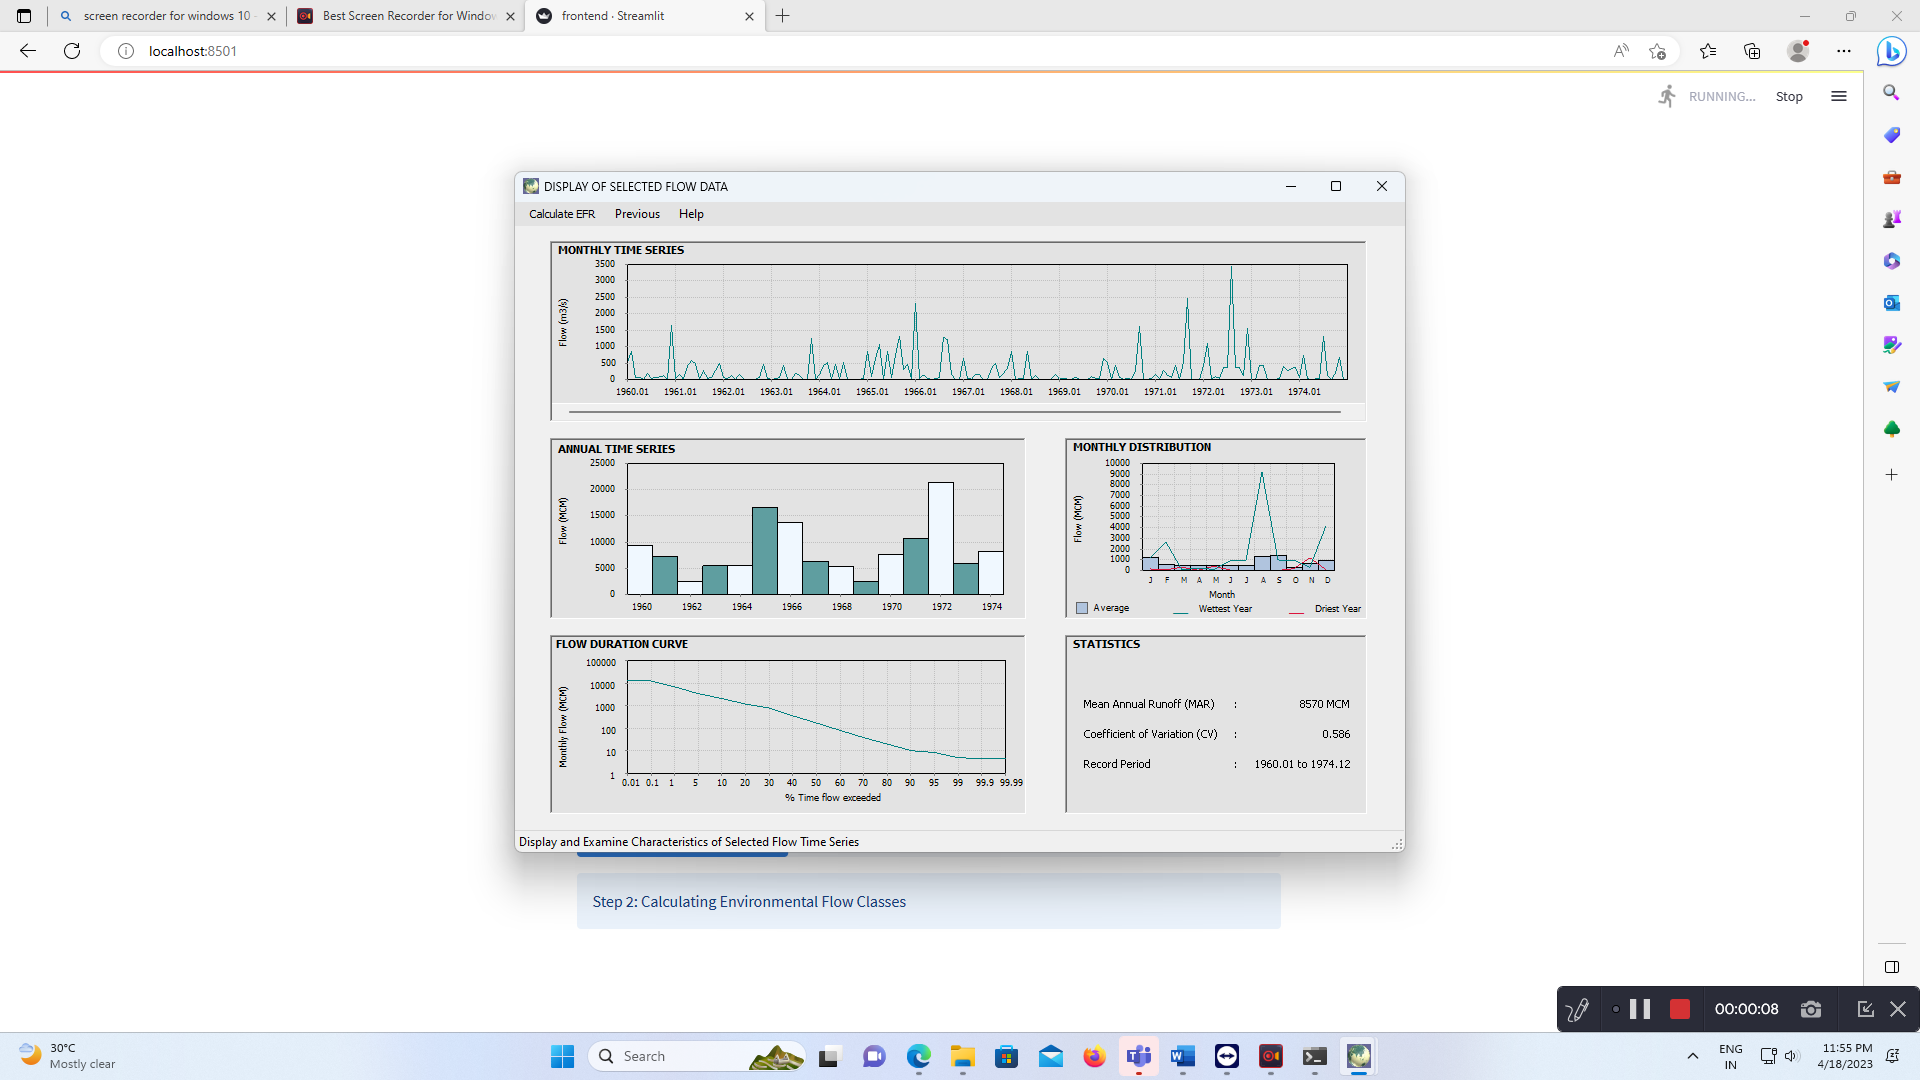 screen recorder for windows 10 -
Best Screen Recorder for Window
frontend · Streamlit
localhost:8501
RUNNING...
Stop
DISPLAY OF SELECTED FLOW DATA
Calculate EFR
Previous
Help
MONTHLY TIME SERIES
Flow (m3/s)
3500
3000
2500
2000
1500
1000
500
0
1960.01 1961.01 1962.01 1963.01 1964.01 1965.01 1966.01 1967.01 1968.01 1969.01 1970.01 1971.01 1972.01 1973.01 1974.01
ANNUAL TIME SERIES
Flow (MCM)
25000
20000
15000
10000
5000
0
1960 1962 1964 1966 1968 1970 1972 1974
MONTHLY DISTRIBUTION
Flow (MCM)
10000
9000
8000
7000
6000
5000
4000
3000
2000
1000
0
J F M A M J J A S O N D
Month
Average
Wettest Year
Driest Year
FLOW DURATION CURVE
Monthly Flow (MCM)
100000
10000
1000
100
10
1
0.01 0.1 1 5 10 20 30 40 50 60 70 80 90 95 99 99.9 99.99
% Time flow exceeded
STATISTICS
Mean Annual Runoff (MAR) : 8570 MCM
Coefficient of Variation (CV) : 0.586
Record Period : 1960.01 to 1974.12
Display and Examine Characteristics of Selected Flow Time Series
Step 2: Calculating Environmental Flow Classes
00:00:08
30°C
Mostly clear
Search
ENG
IN
11:55 PM
4/18/2023